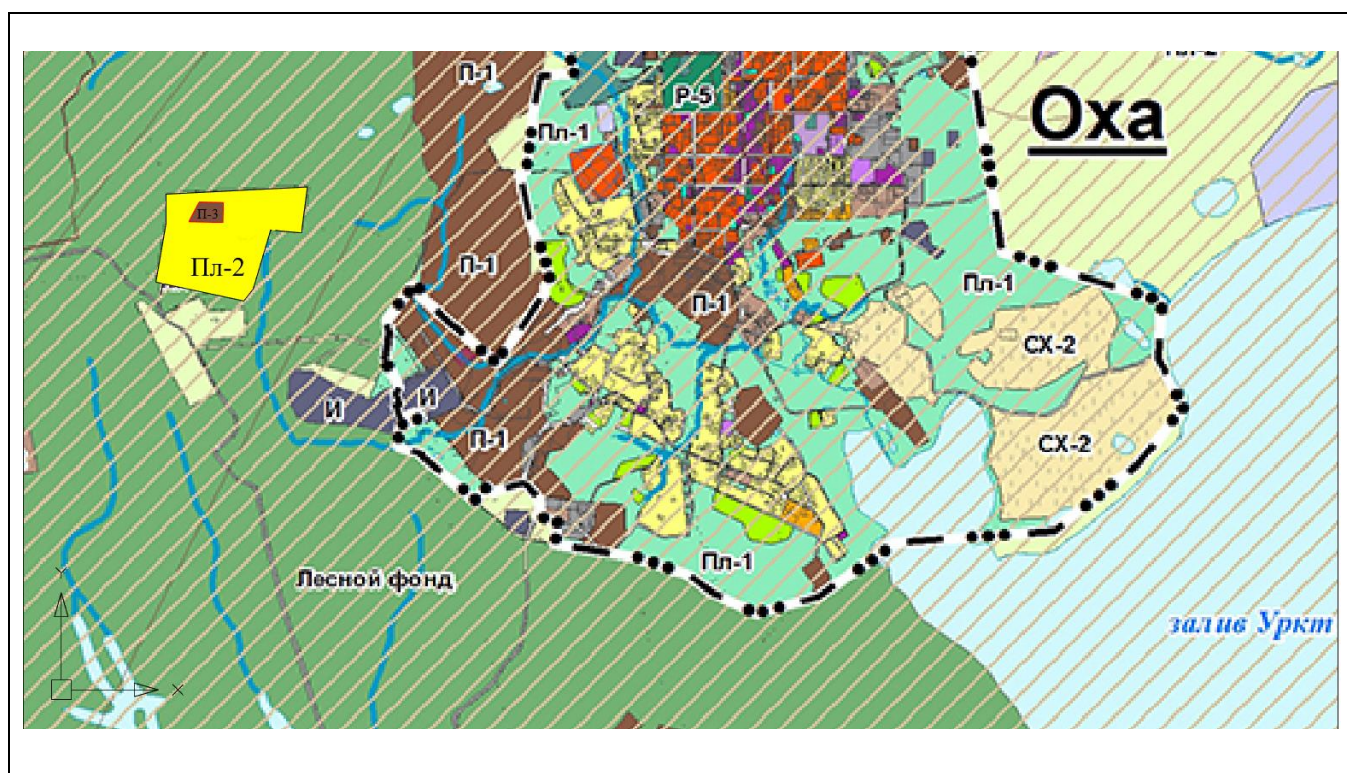 П-1
Р-5
Оха
Пл-1
П-3
Пл-2
П-1
Пл-1
П-1
СХ-2
И
И
П-1
СХ-2
Пл-1
Лесной фонд
залив Уркт